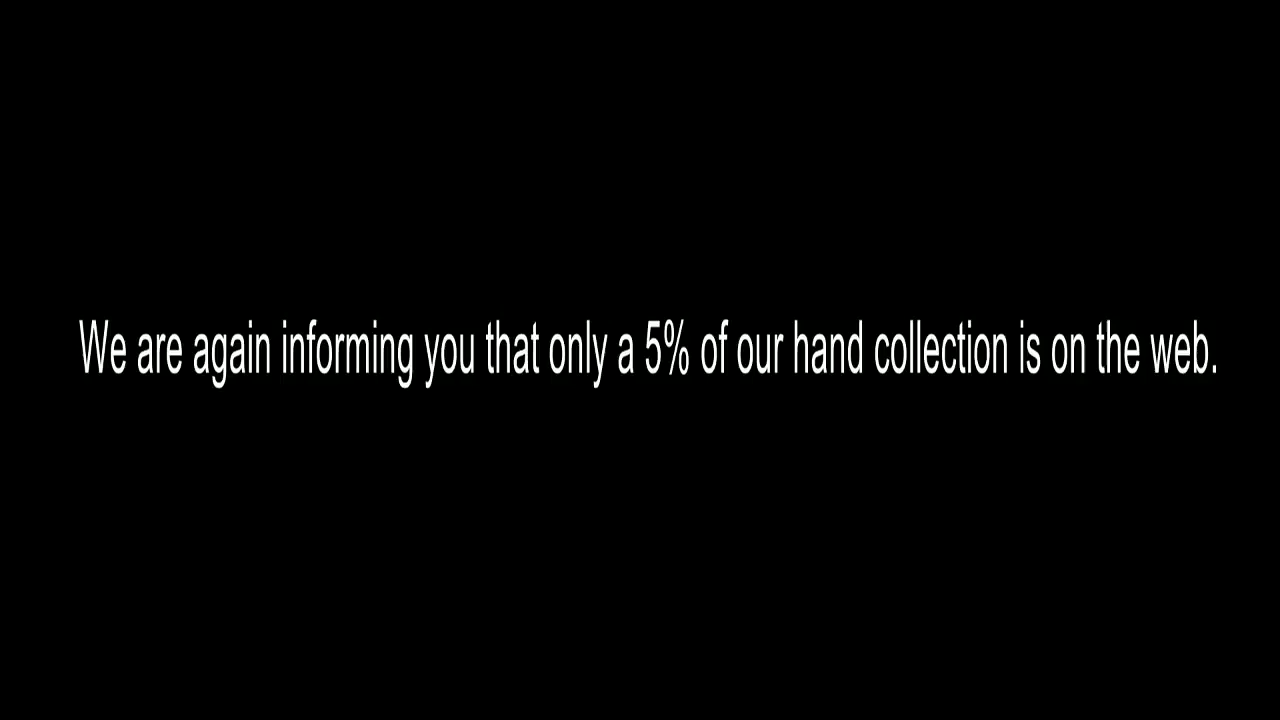 We are again informing you that only a 5% of our hand collection is on the web.